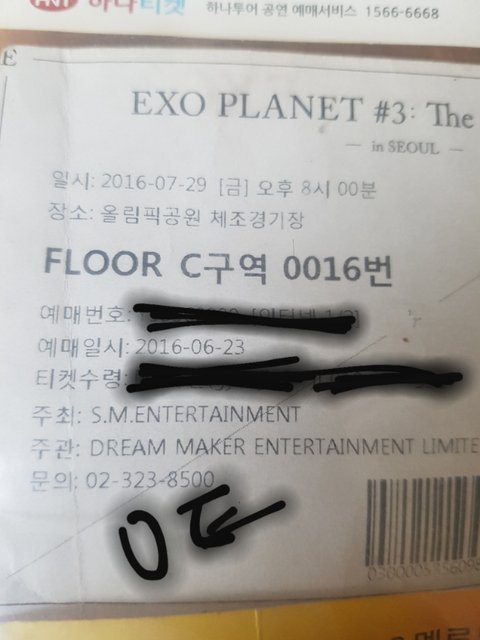 하나티켓 하나투어 공연 예매서비스 1566-6668
E
EXO PLANET #3: The
— in SEOUL —
일시: 2016-07-29 [금] 오후 8시 00분
장소: 올림픽공원 체조경기장
FLOOR C구역 0016번
예매번호:
예매일시: 2016-06-23
티켓수령:
주최: S.M.ENTERTAINMENT
주관: DREAM MAKER ENTERTAINMENT LIMITE
문의: 02-323-8500